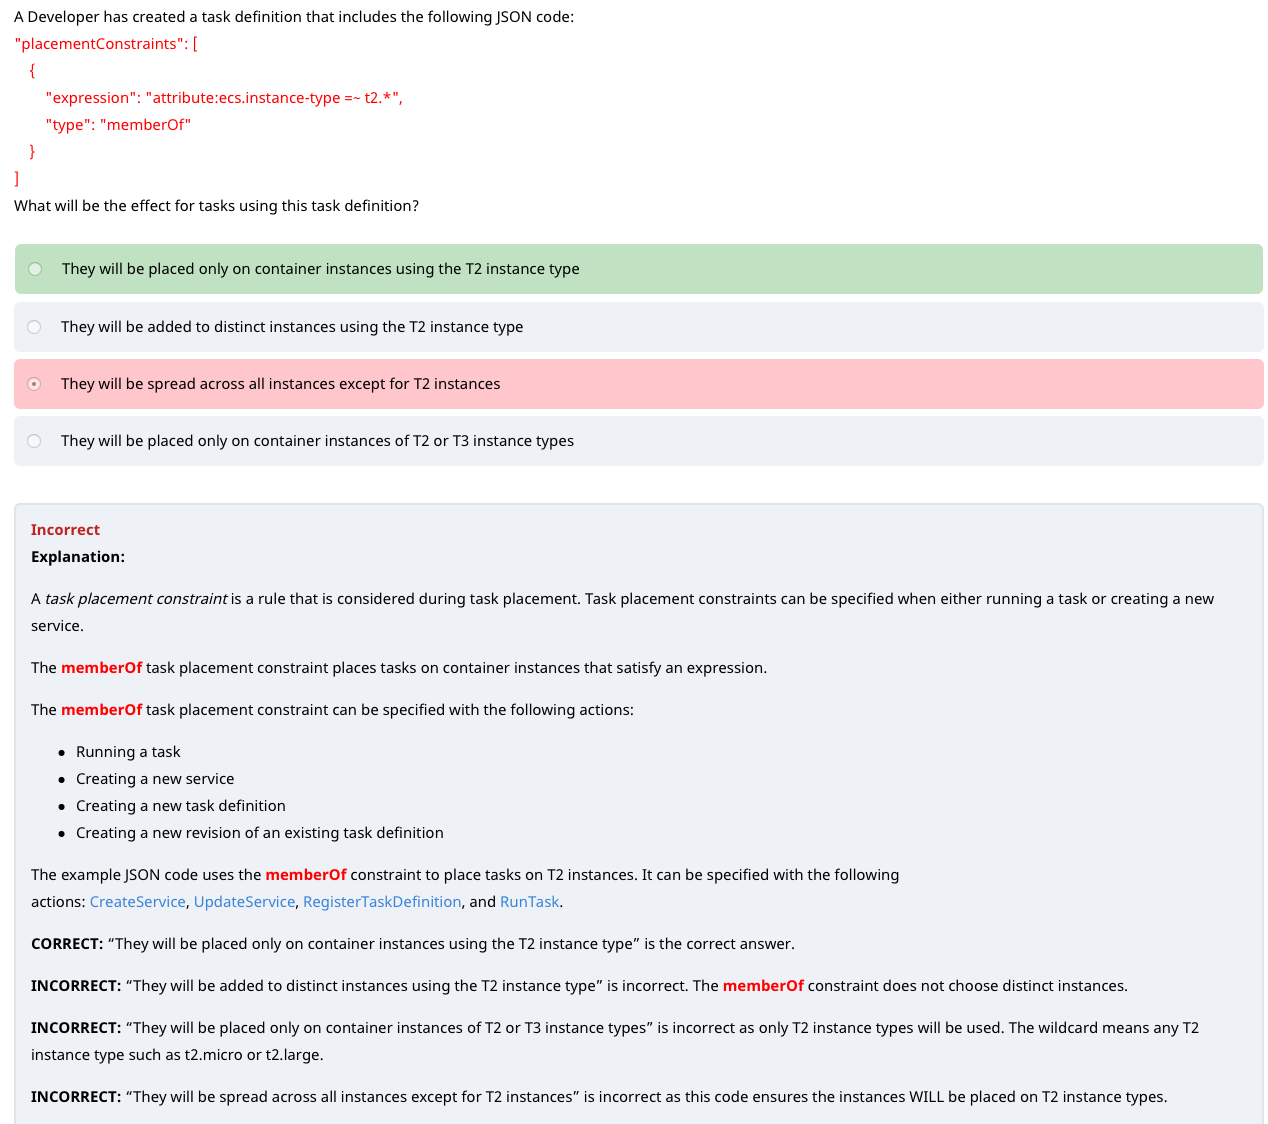 A Developer has created a task definition that includes the following JSON code:
"placementConstraints": [
{
"expression": "attribute:ecs.instance-type =~ t2.*",
"type": "memberOf"
}
]
What will be the effect for tasks using this task definition?
They will be placed only on container instances using the T2 instance type
They will be added to distinct instances using the T2 instance type
They will be spread across all instances except for T2 instances
They will be placed only on container instances of T2 or T3 instance types
Incorrect
Explanation:
A task placement constraint is a rule that is considered during task placement. Task placement constraints can be specified when either running a task or creating a new
service.
The memberOf task placement constraint places tasks on container instances that satisfy an expression.
The memberOf task placement constraint can be specified with the following actions:
• Running a task
• Creating a new service
• Creating a new task definition
• Creating a new revision of an existing task definition
The example JSON code uses the memberOf constraint to place tasks on T2 instances. It can be specified with the following
actions: CreateService, UpdateService, RegisterTaskDefinition, and RunTask.
CORRECT: “They will be placed only on container instances using the T2 instance type” is the correct answer.
INCORRECT: “They will be added to distinct instances using the T2 instance type” is incorrect. The memberOf constraint does not choose distinct instances.
INCORRECT: “They will be placed only on container instances of T2 or T3 instance types” is incorrect as only T2 instance types will be used. The wildcard means any T2
instance type such as t2.micro or t2.large.
INCORRECT: “They will be spread across all instances except for T2 instances” is incorrect as this code ensures the instances WILL be placed on T2 instance types.